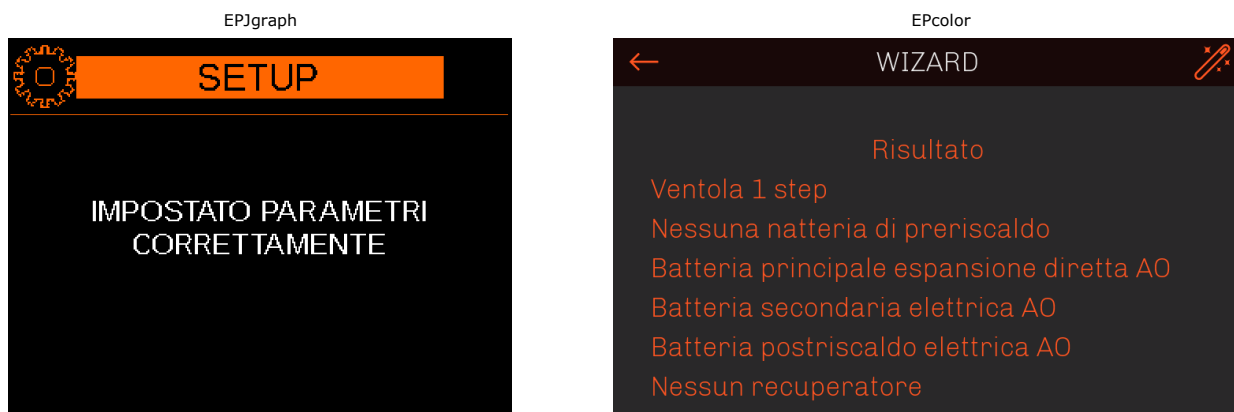 EPJgraph
SETUP
IMPOSTATO PARAMETRI
CORRETTAMENTE
EPcolor
WIZARD
Risultato
Ventola 1 step
Nessuna natteria di preriscaldo
Batteria principale espansione diretta AO
Batteria secondaria elettrica AO
Batteria postriscaldo elettrica AO
Nessun recuperatore